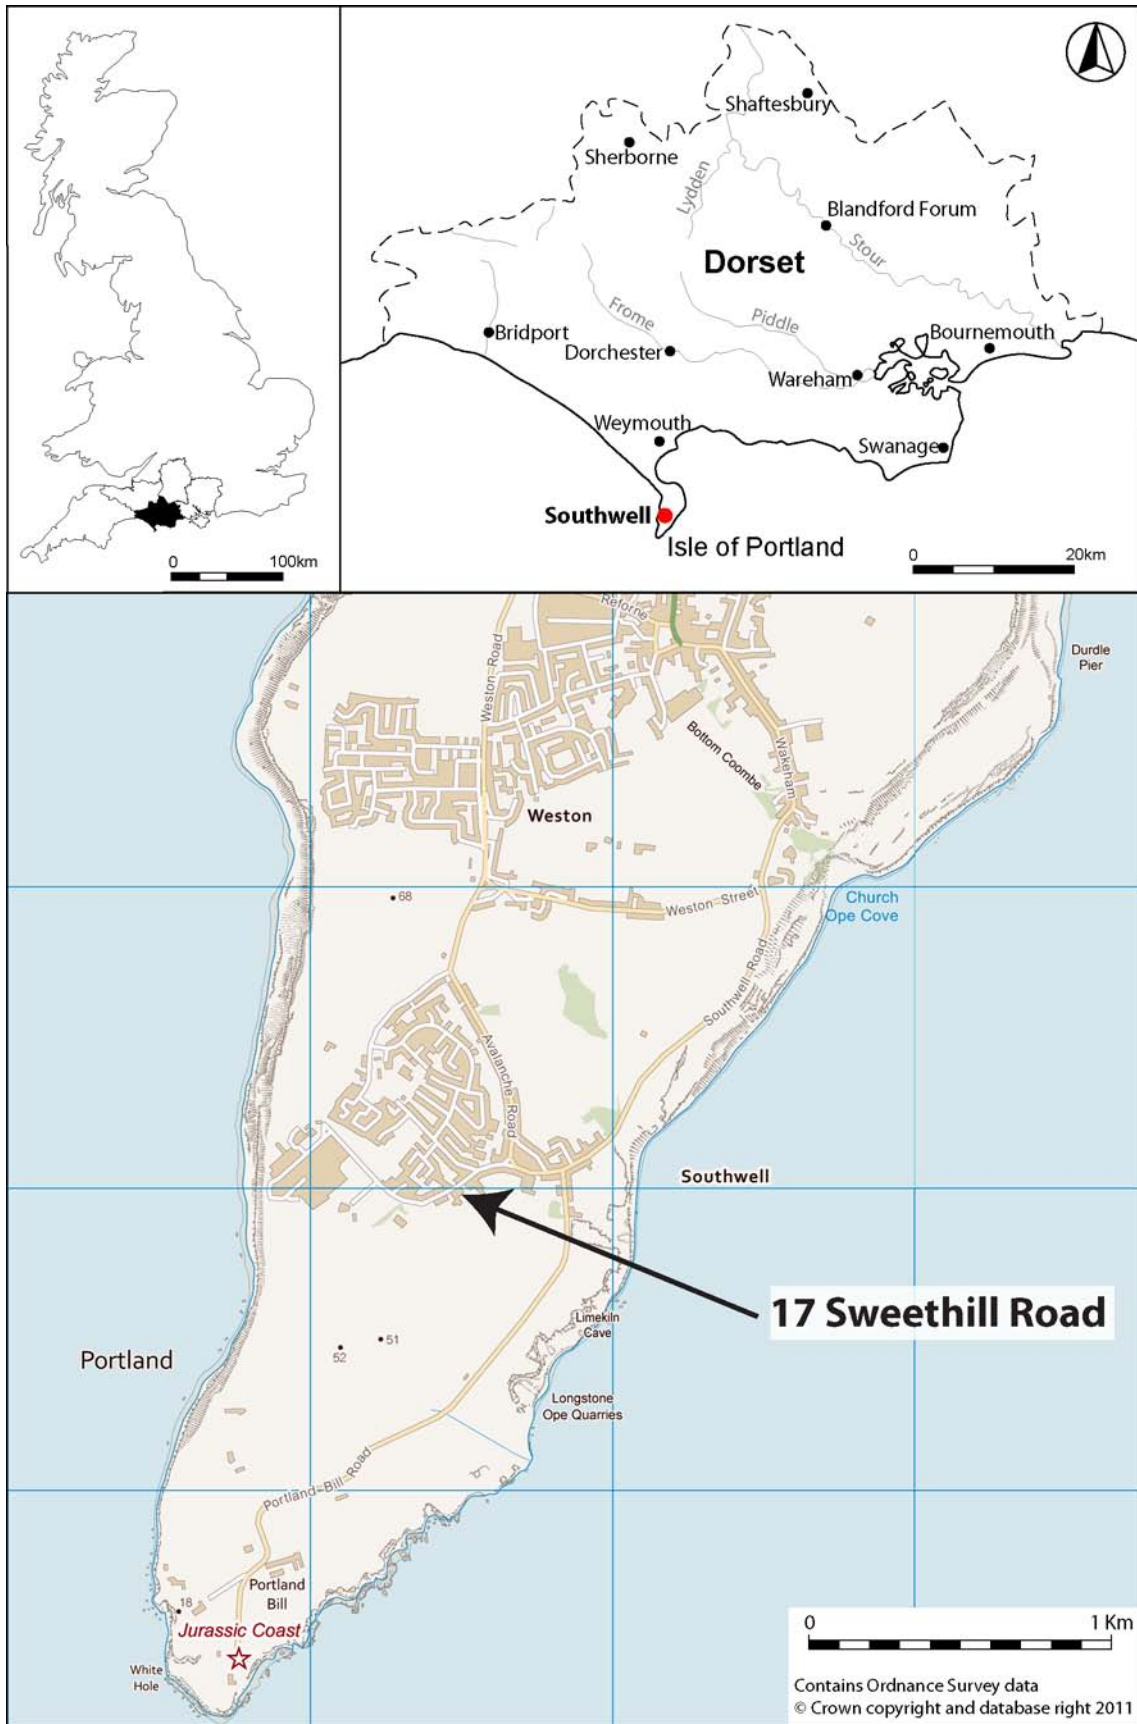 0
100km
Shaftesbury
Sherborne
Lydden
Blandford Forum
Stour
Dorset
Frome
Piddle
Bridport
Dorchester
Bournemouth
Wareham
Weymouth
Swanage
Southwell
Isle of Portland
0
20km
Reforne
Weston Road
Durdle
Pier
Bottom Coombe
Wakeham
Weston
68
Weston Street
Church
Ope Cove
Southwell Road
Avalanche Road
Southwell
17 Sweethill Road
Limekiln
Cave
51
52
Portland
Longstone
Ope Quarries
Portland Bill Road
Portland
Bill
18
Jurassic Coast
White
Hole
0
1 Km
Contains Ordnance Survey data
© Crown copyright and database right 2011